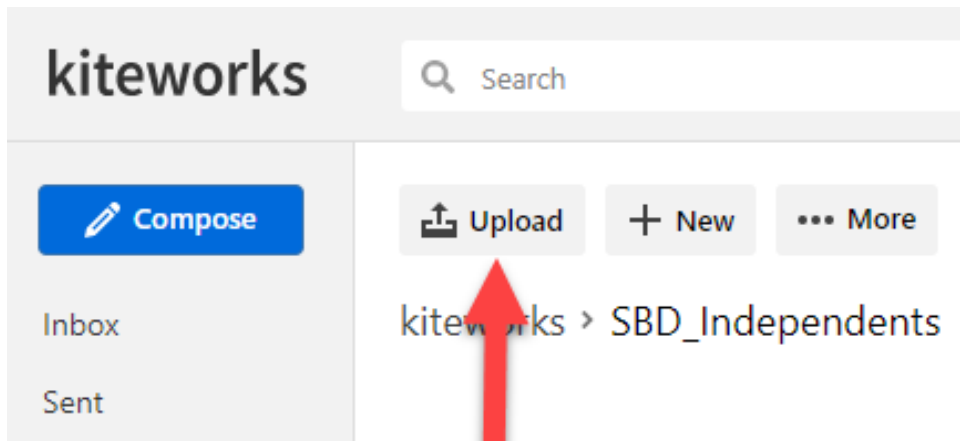 kiteworks
Search
Compose
Upload
New
••• More
kiteworks > SBD_Independents
Inbox
Sent